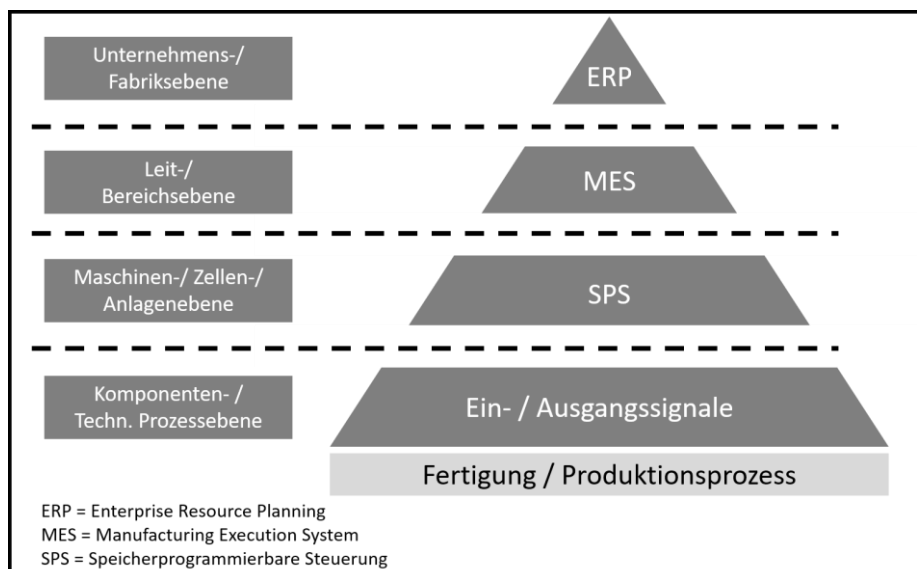 Unternehmens-/
Fabriksebene
ERP
Leit-/
Bereichsebene
MES
Maschinen-/ Zellen-/
Anlagenebene
SPS
Komponenten- /
Techn. Prozessebene
Ein- / Ausgangssignale
Fertigung / Produktionsprozess
ERP = Enterprise Resource Planning
MES = Manufacturing Execution System
SPS = Speicherprogrammierbare Steuerung